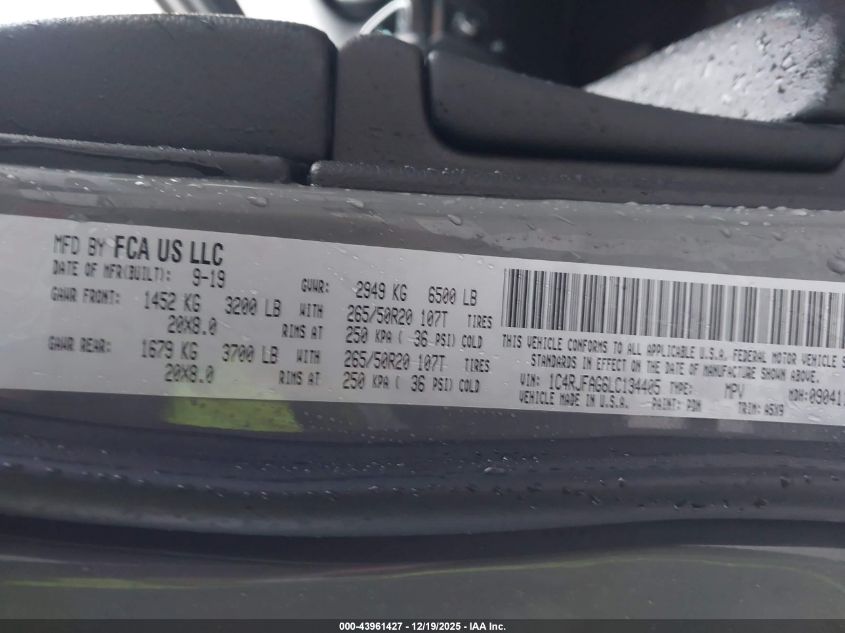 MFD BY FCA US LLC
DATE OF MFR(BUILT): 9-19
GVWR: 2949 KG 6500 LB
GAWR FRONT: 1452 KG 3200 LB WITH 265/50R20 107T TIRES
20X8.0 RIMS AT 250 KPA ( 36 PSI) COLD
GAWR REAR: 1679 KG 3700 LB WITH 265/50R20 107T TIRES
20X8.0 RIMS AT 250 KPA ( 36 PSI) COLD
THIS VEHICLE CONFORMS TO ALL APPLICABLE U.S.A. FEDERAL MOTOR VEHICLE S
STANDARDS IN EFFECT ON THE DATE OF MANUFACTURE SHOWN ABOVE.
VIN: 1C4RJFAG6LC134405 TYPE: MPV MDH: 09041
VEHICLE MADE IN U.S.A. PAINT: PDN TRIM: A5X9
000-43961427 - 12/19/2025 - IAA Inc.